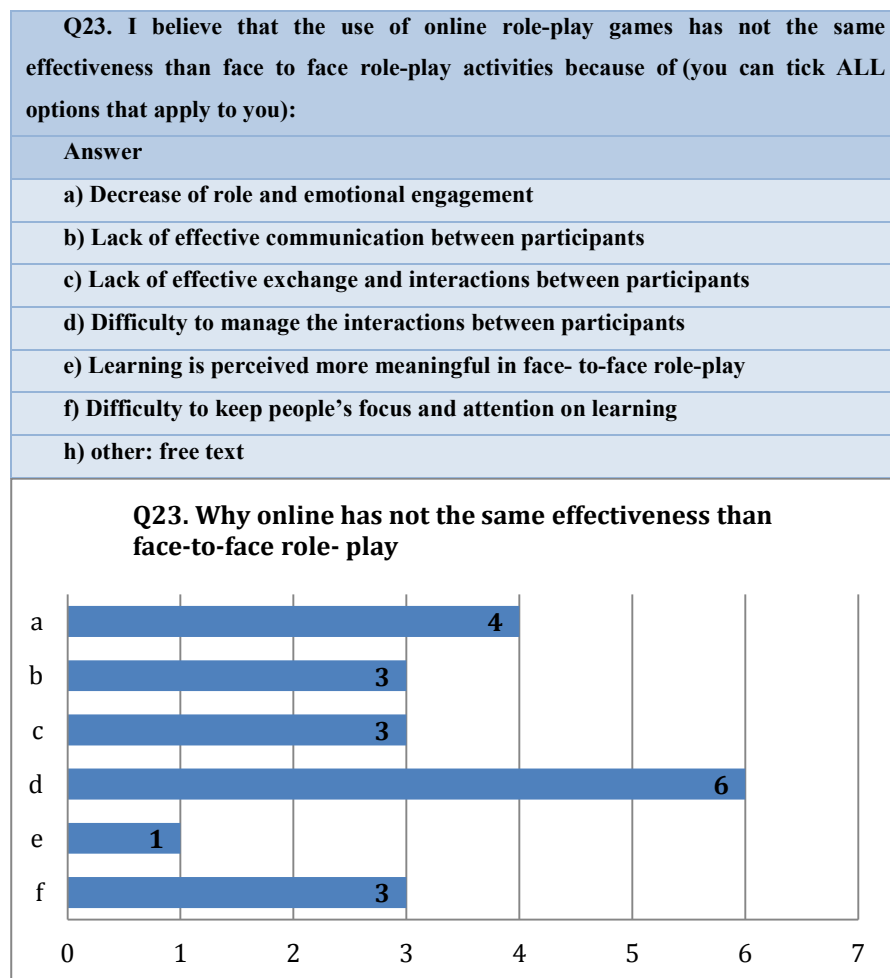 Q23. I believe that the use of online role-play games has not the same
effectiveness than face to face role-play activities because of (you can tick ALL
options that apply to you):
Answer
a) Decrease of role and emotional engagement
b) Lack of effective communication between participants
c) Lack of effective exchange and interactions between participants
d) Difficulty to manage the interactions between participants
e) Learning is perceived more meaningful in face- to-face role-play
f) Difficulty to keep people’s focus and attention on learning
h) other: free text
Q23. Why online has not the same effectiveness than
face-to-face role- play
a 4
b 3
c 3
d 6
e 1
f 3
0 1 2 3 4 5 6 7